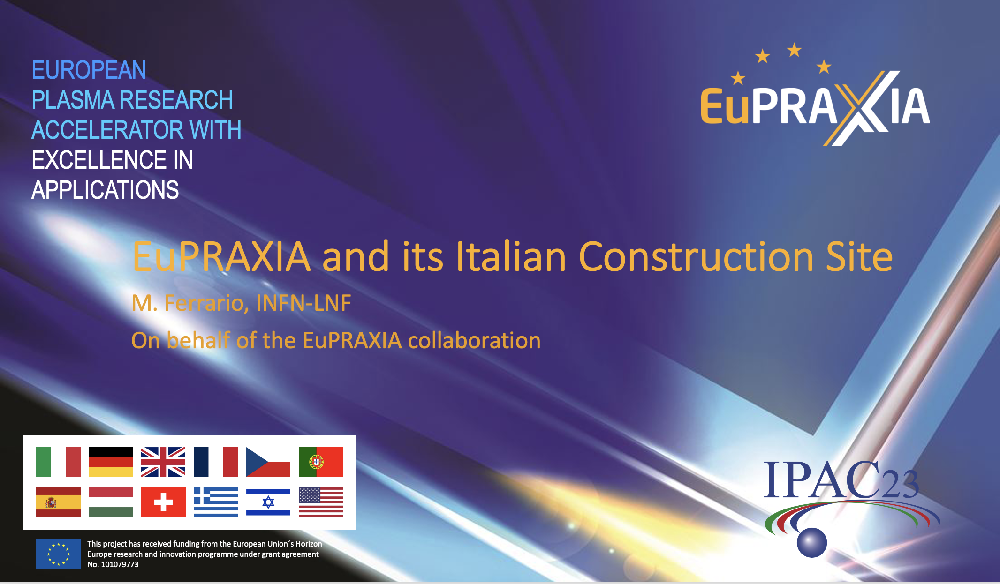 EUROPEAN
PLASMA RESEARCH
ACCELERATOR WITH
EXCELLENCE IN
APPLICATIONS
EuPRAXIA
EuPRAXIA and its Italian Construction Site
M. Ferrario, INFN-LNF
On behalf of the EuPRAXIA collaboration
IPAC23
This project has received funding from the European Union´s Horizon
Europe research and innovation programme under grant agreement
No. 101079773